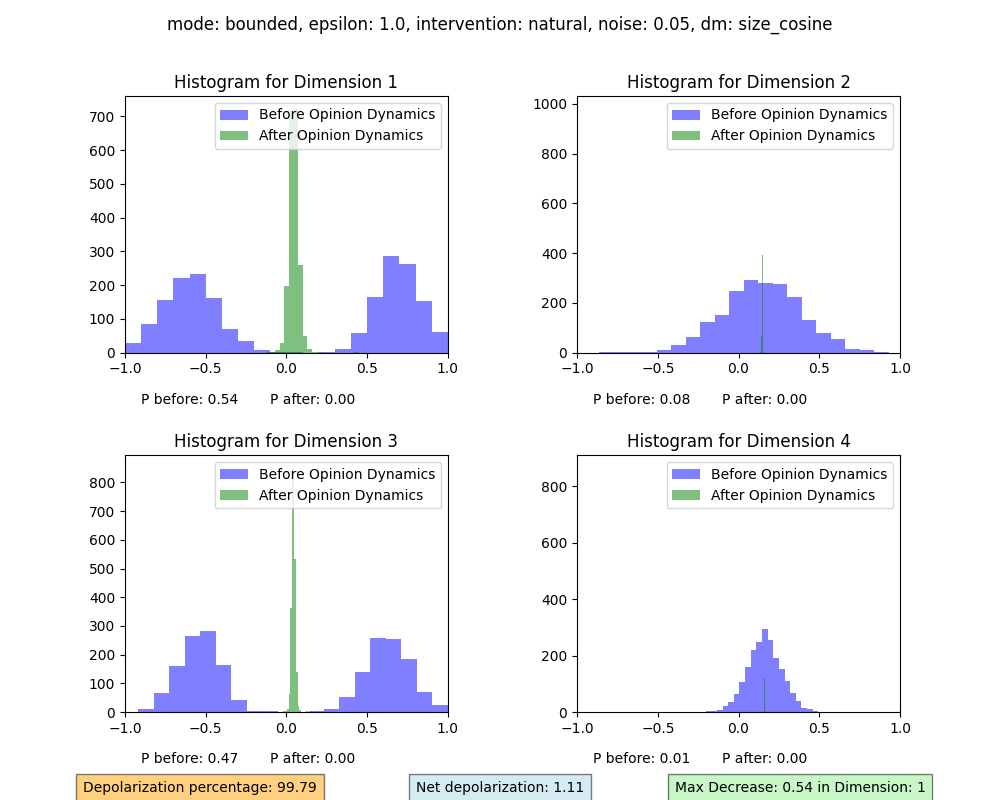 mode: bounded, epsilon: 1.0, intervention: natural, noise: 0.05, dm: size_cosine
Histogram for Dimension 1
Before Opinion Dynamics
After Opinion Dynamics
700
600
500
400
300
200
100
0
−1.0 −0.5 0.0 0.5 1.0
P before: 0.54 P after: 0.00
Histogram for Dimension 2
Before Opinion Dynamics
After Opinion Dynamics
1000
800
600
400
200
0
−1.0 −0.5 0.0 0.5 1.0
P before: 0.08 P after: 0.00
Histogram for Dimension 3
Before Opinion Dynamics
After Opinion Dynamics
800
700
600
500
400
300
200
100
0
−1.0 −0.5 0.0 0.5 1.0
P before: 0.47 P after: 0.00
Histogram for Dimension 4
Before Opinion Dynamics
After Opinion Dynamics
800
600
400
200
0
−1.0 −0.5 0.0 0.5 1.0
P before: 0.01 P after: 0.00
Depolarization percentage: 99.79
Net depolarization: 1.11
Max Decrease: 0.54 in Dimension: 1